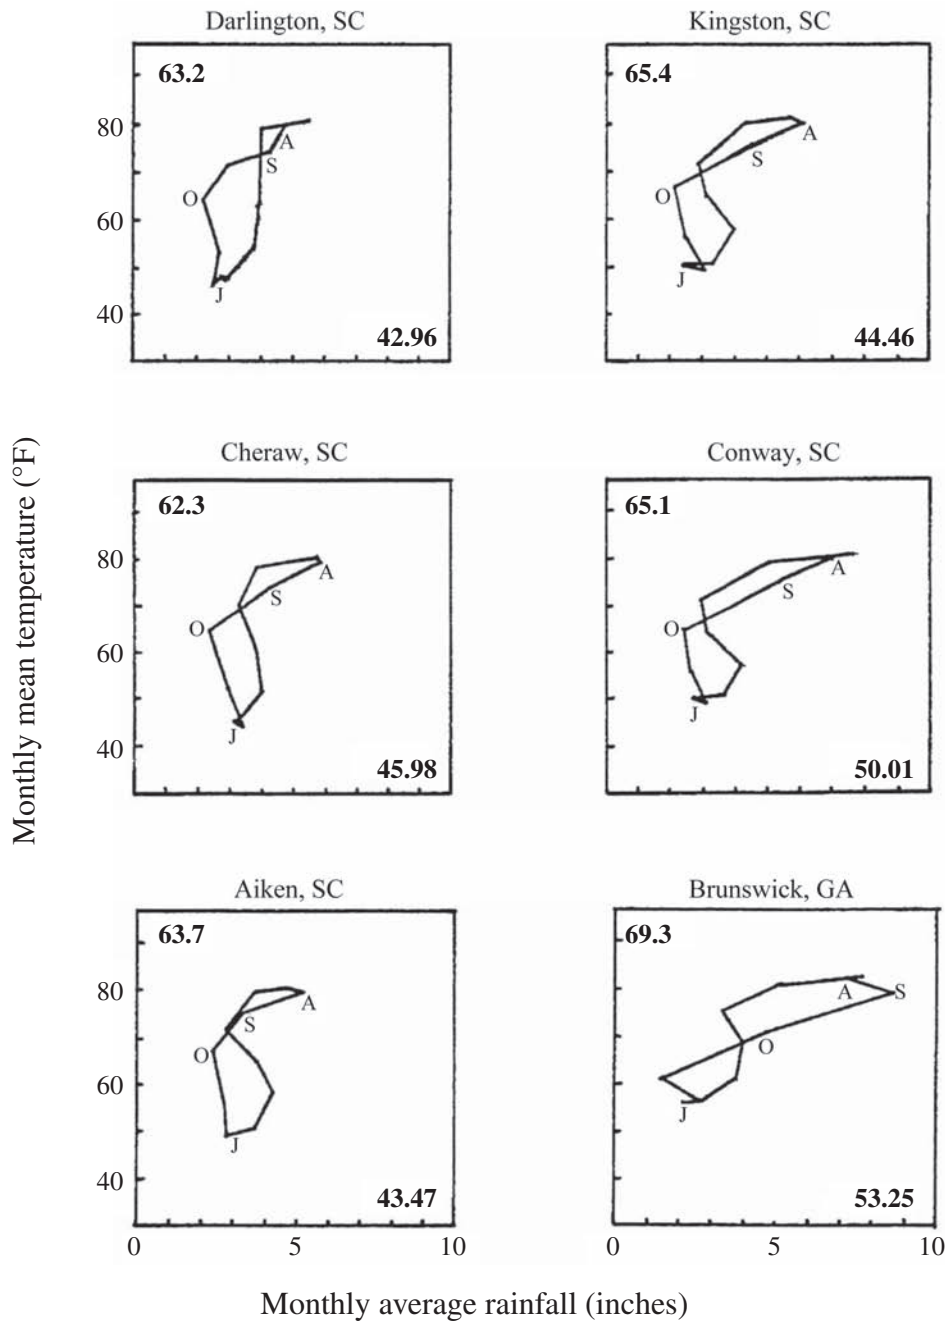 Darlington, SC
Kingston, SC
63.2
65.4
80
A
S
A
S
O
O
60
J
J
40
42.96
44.46
Cheraw, SC
Conway, SC
62.3
65.1
80
A
A
S
S
O
O
60
J
J
40
45.98
50.01
Monthly mean temperature (°F)
Aiken, SC
Brunswick, GA
63.7
69.3
80
A
A
S
S
O
O
60
J
J
40
43.47
53.25
0
5
10
0
5
10
Monthly average rainfall (inches)